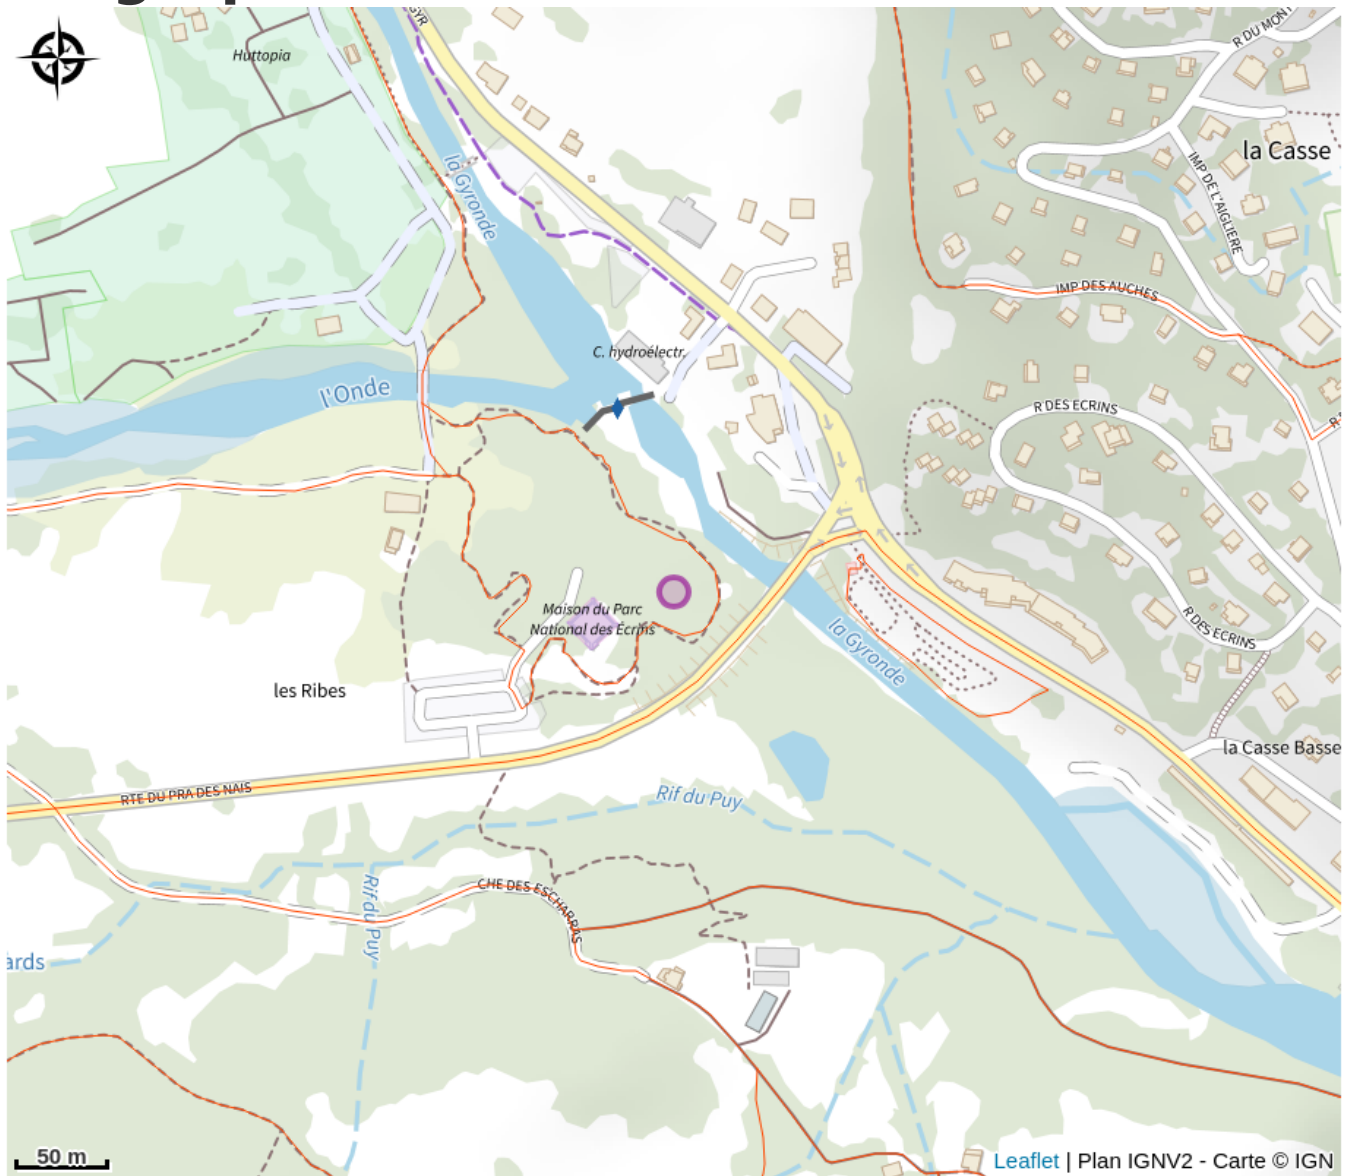 GYR
Huttopia
R DU MONT
la Casse
la Gyronde
IMP DE L'AIGLIERE
IMP DES AUCHES
C. hydroélectr.
l'Onde
R DES ECRINS
Maison du Parc
National des Écrins
R DES ECRINS
la Gyronde
les Ribes
la Casse Basse
RTE DU PRA DES NAIS
Rif du Puy
CHE DES ESCHARRAS
Rif du Puy
ards
50 m
Leaflet | Plan IGNV2 - Carte © IGN